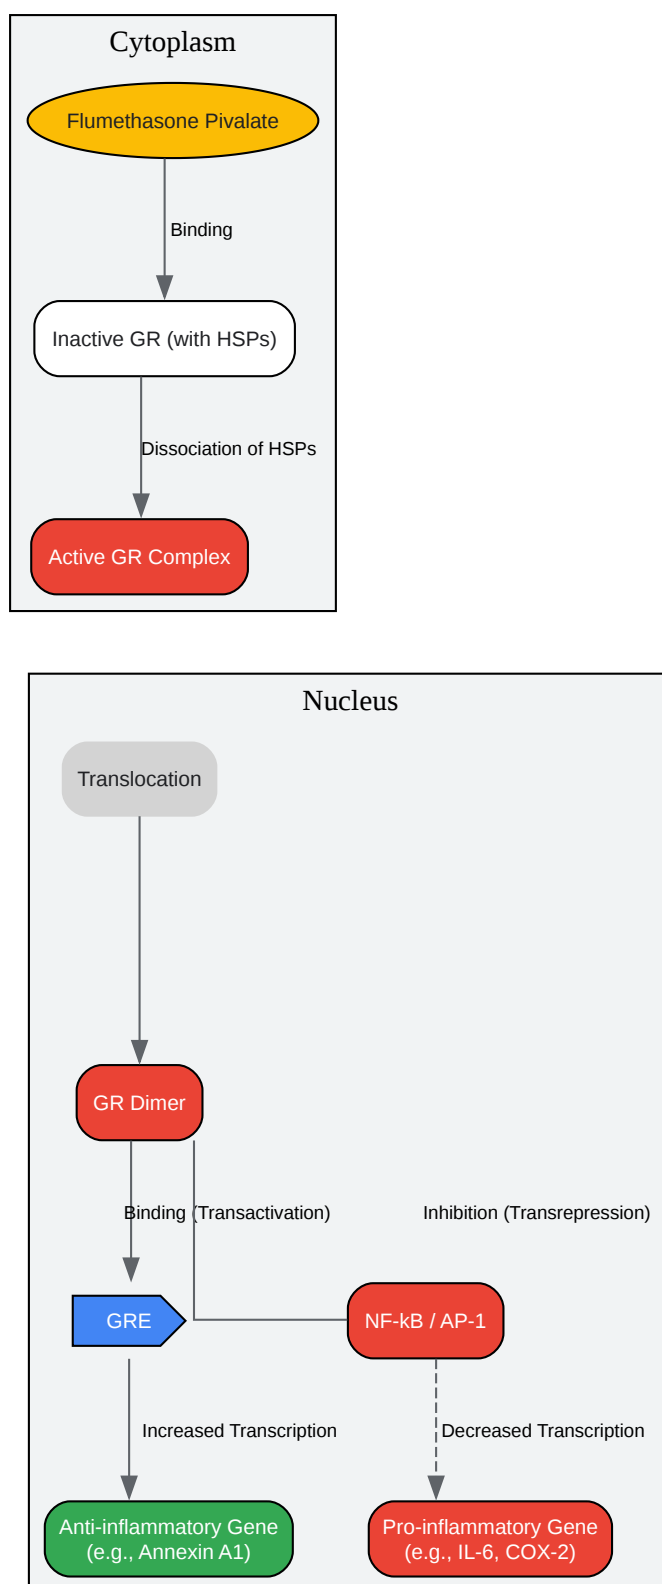 Cytoplasm
Flumethasone Pivalate
Binding
Inactive GR (with HSPs)
Dissociation of HSPs
Active GR Complex
Nucleus
Translocation
GR Dimer
Binding (Transactivation)
Inhibition (Transrepression)
GRE
NF-kB / AP-1
Increased Transcription
Decreased Transcription
Anti-inflammatory Gene
(e.g., Annexin A1)
Pro-inflammatory Gene
(e.g., IL-6, COX-2)